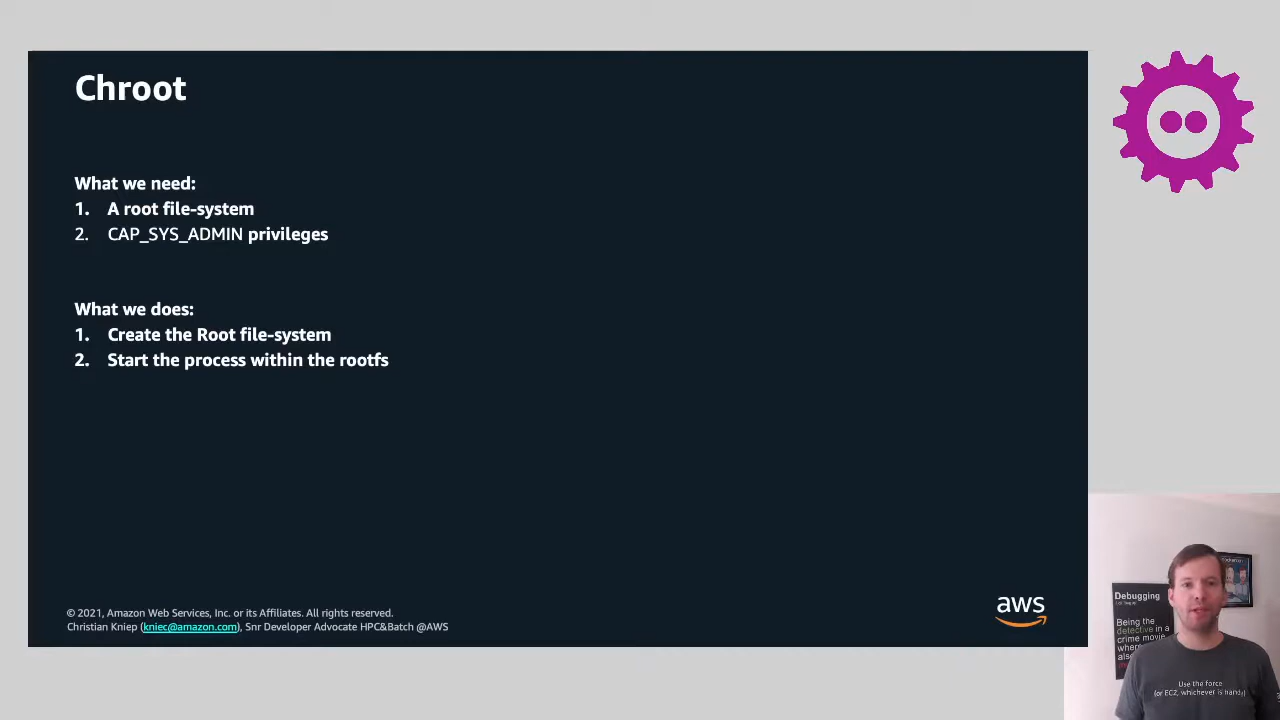 Chroot
What we need:
1. A root file-system
2. CAP_SYS_ADMIN privileges
What we does:
1. Create the Root file-system
2. Start the process within the rootfs
© 2021, Amazon Web Services, Inc. or its Affiliates. All rights reserved.
Christian Kniep (kniec@amazon.com), Snr Developer Advocate HPC&Batch @AWS
aws
Debugging
Being the
detective in a
crime movie
where
also
Use the force
(or EC2, whichever is handy)